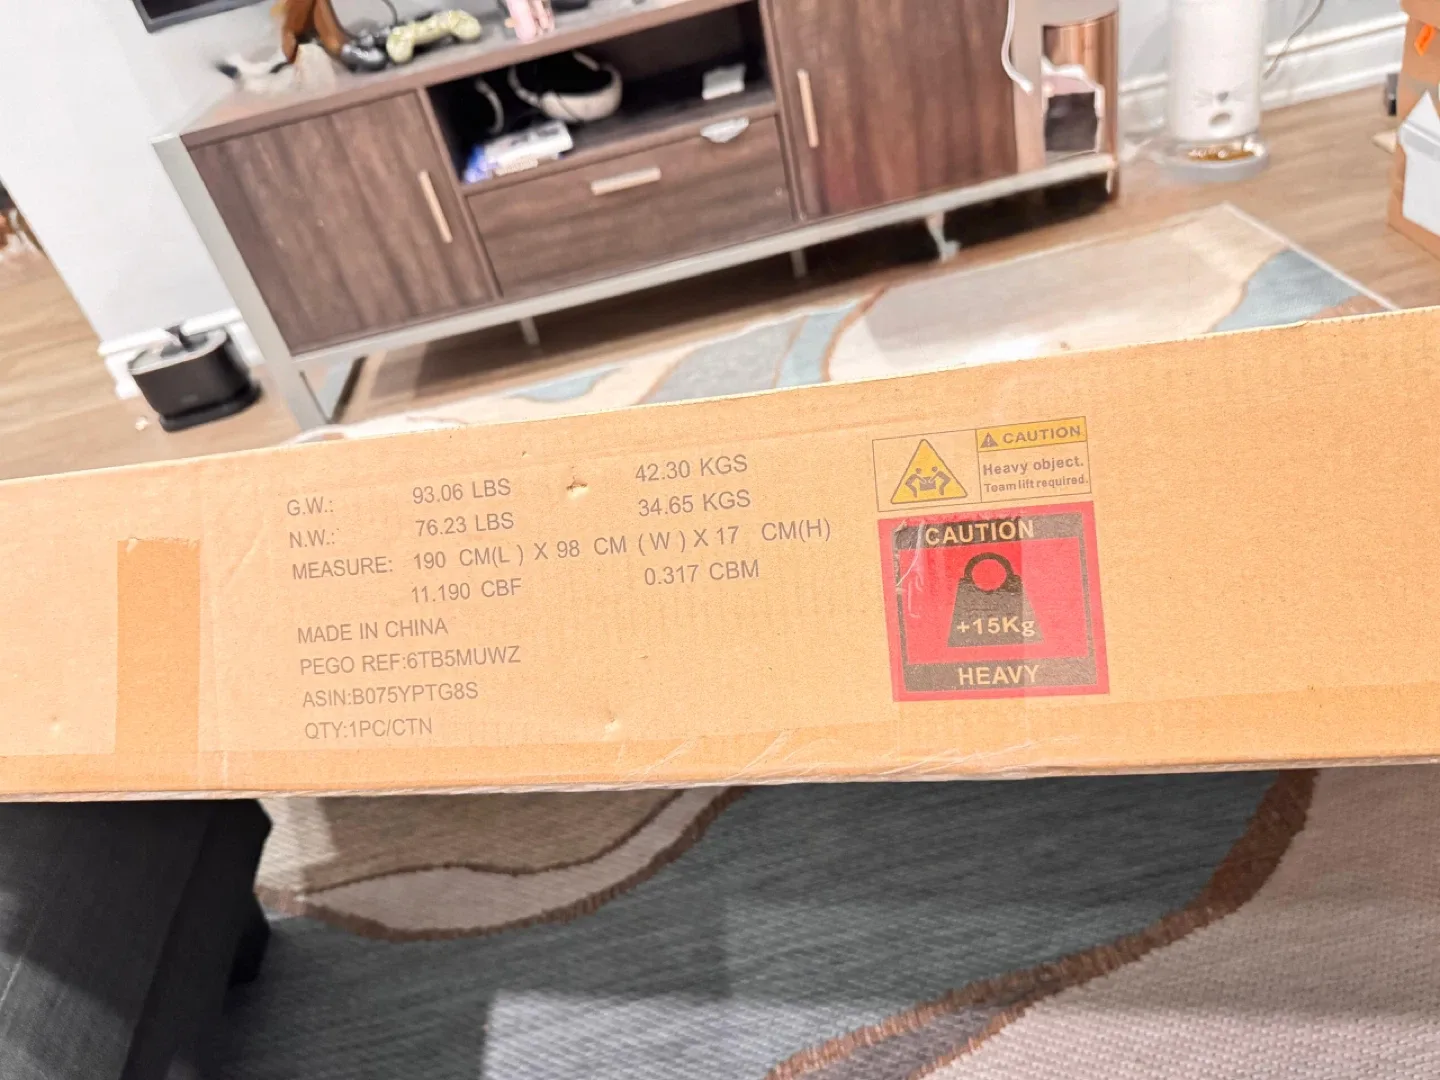 G.W.: 93.06 LBS 42.30 KGS
N.W.: 76.23 LBS 34.65 KGS
MEASURE: 190 CM(L ) X 98 CM ( W ) X 17 CM(H)
11.190 CBF 0.317 CBM
MADE IN CHINA
PEGO REF:6TB5MUWZ
ASIN:B075YPTG8S
QTY:1PC/CTN
CAUTION
Heavy object.
Team lift required.
CAUTION
+15Kg
HEAVY